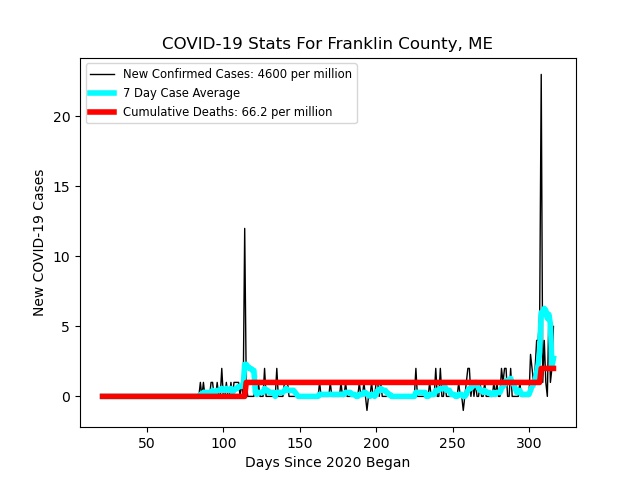 COVID-19 Stats For Franklin County, ME
New Confirmed Cases: 4600 per million
7 Day Case Average
Cumulative Deaths: 66.2 per million
New COVID-19 Cases
20
15
10
5
0
50 100 150 200 250 300
Days Since 2020 Began